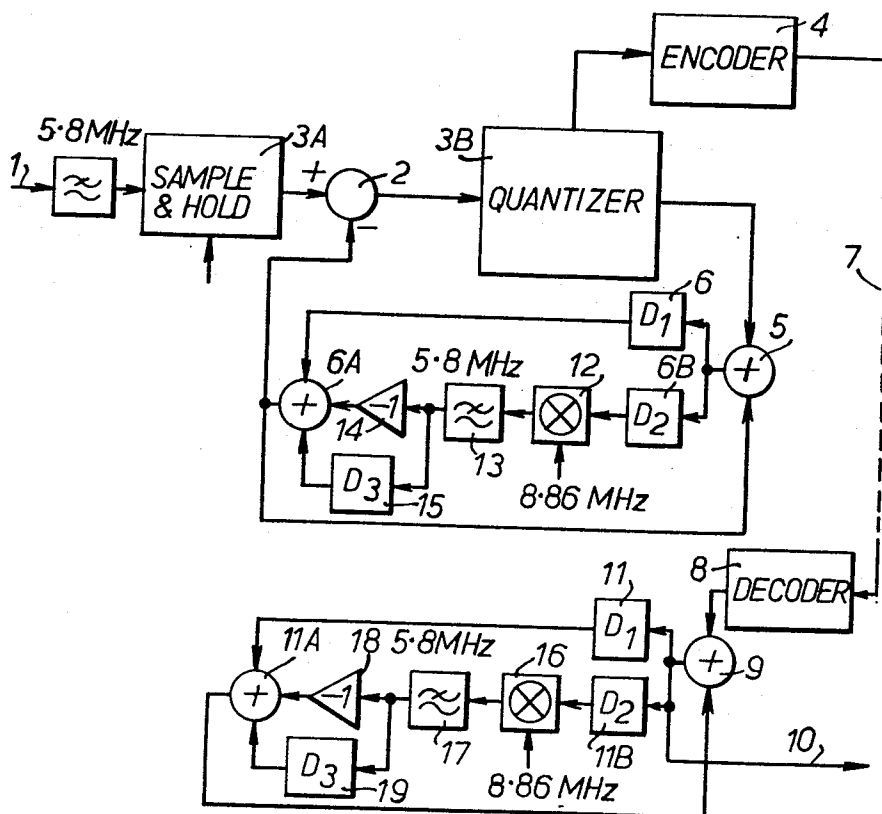 4
ENCODER
5·8 MHz
3A
1
SAMPLE
& HOLD
+
2
-
3B
QUANTIZER
7
6
D1
5
+
6A
+
5·8 MHz
12
6B
-1
14
13
D2
D3
15
8·86 MHz
8
DECODER
11
D1
9
+
11A
+
18
5·8MHz
16
-1
17
D2
11B
10
D3
19
8·86 MHz